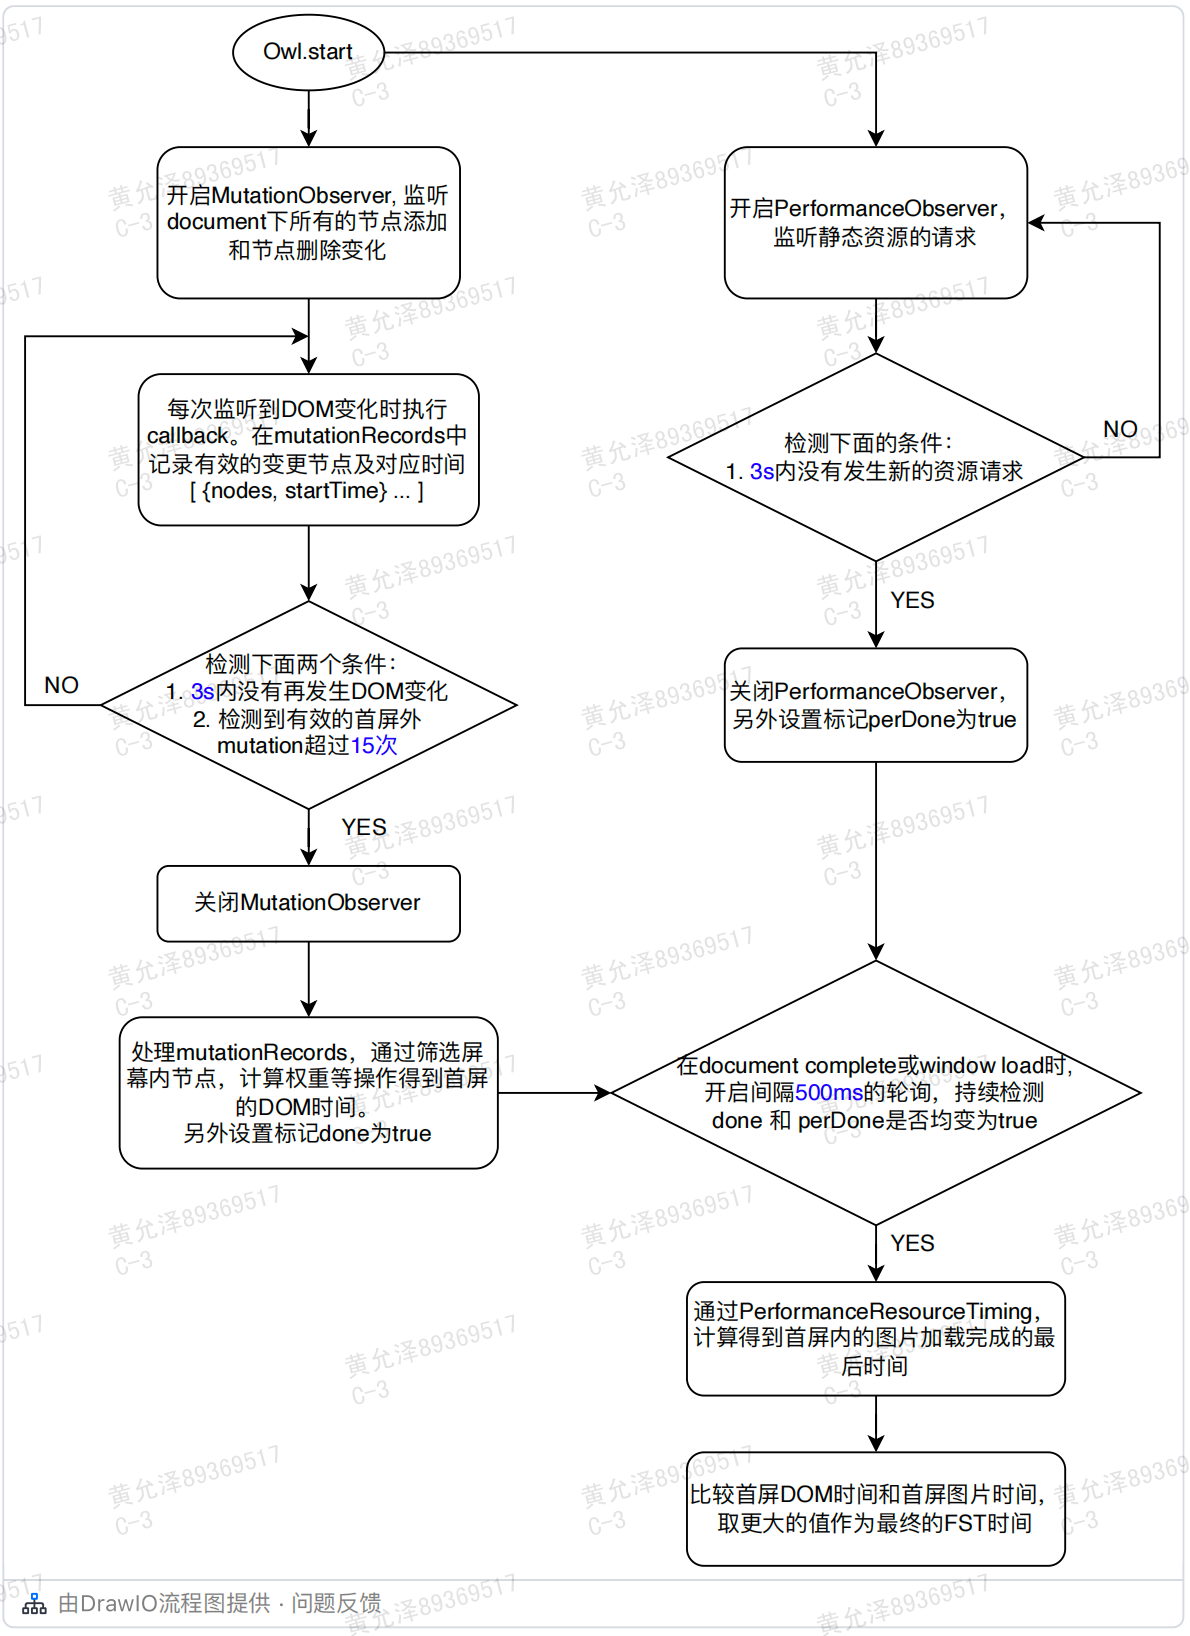 Owl.start
开启MutationObserver, 监听
document下所有的节点添加
和节点删除变化
每次监听到DOM变化时执行
callback。在mutationRecords中
记录有效的变更节点及对应时间
[ {nodes, startTime} ... ]
检测下面两个条件：
1. 3s内没有再发生DOM变化
2. 检测到有效的首屏外
mutation超过15次
NO
YES
关闭MutationObserver
处理mutationRecords，通过筛选屏
幕内节点，计算权重等操作得到首屏
的DOM时间。
另外设置标记done为true
开启PerformanceObserver，
监听静态资源的请求
检测下面的条件：
1. 3s内没有发生新的资源请求
NO
YES
关闭PerformanceObserver，
另外设置标记perDone为true
在document complete或window load时，
开启间隔500ms的轮询，持续检测
done 和 perDone是否均变为true
YES
通过PerformanceResourceTiming，
计算得到首屏内的图片加载完成的最
后时间
比较首屏DOM时间和首屏图片时间，
取更大的值作为最终的FST时间
由DrawIO流程图提供 · 问题反馈
黄允泽89369517
C-3